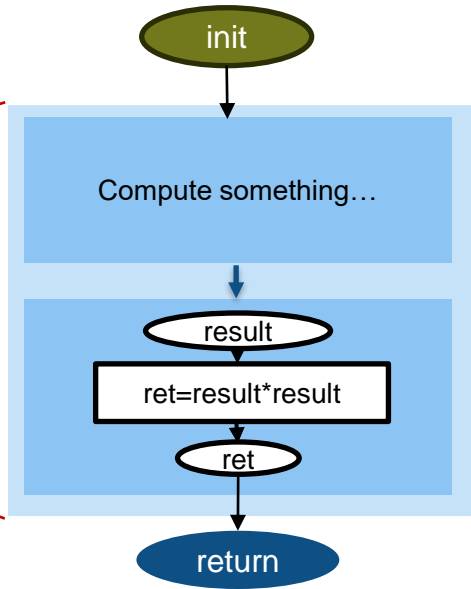 init
Compute something…
result
ret=result*result
ret
return